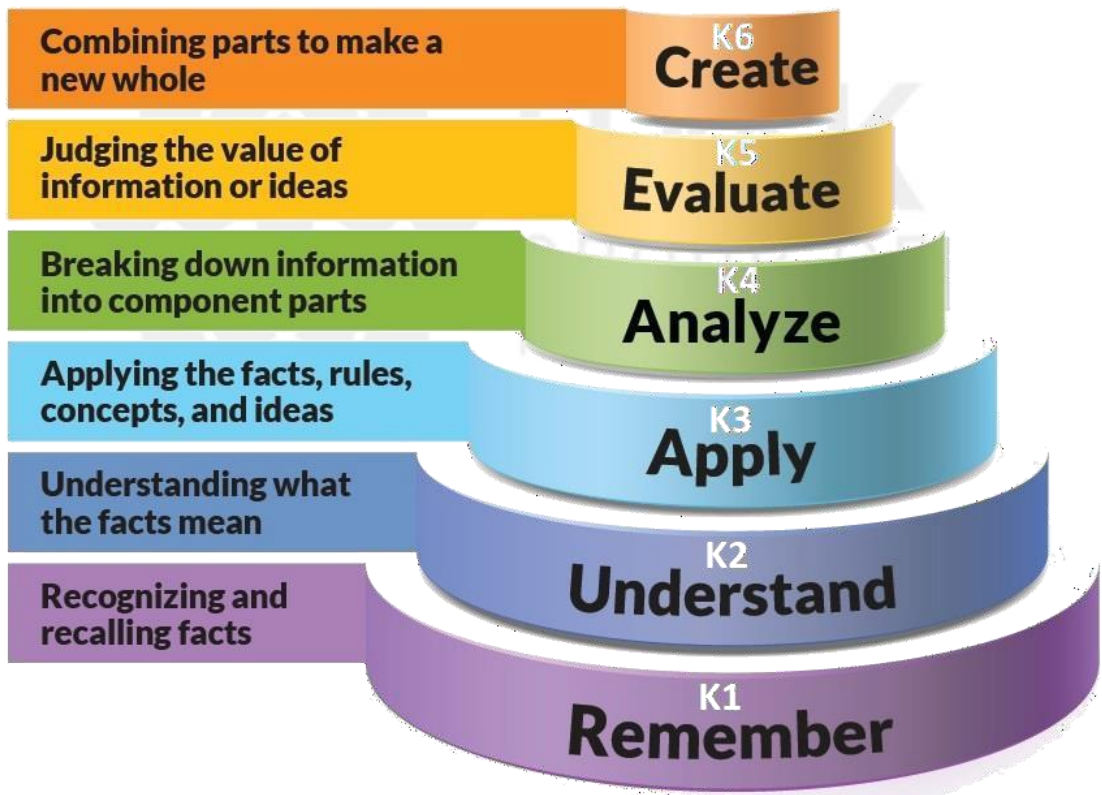 Combining parts to make a
new whole
K6
Create
Judging the value of
information or ideas
K5
Evaluate
Breaking down information
into component parts
K4
Analyze
Applying the facts, rules,
concepts, and ideas
K3
Apply
Understanding what
the facts mean
K2
Understand
Recognizing and
recalling facts
K1
Remember